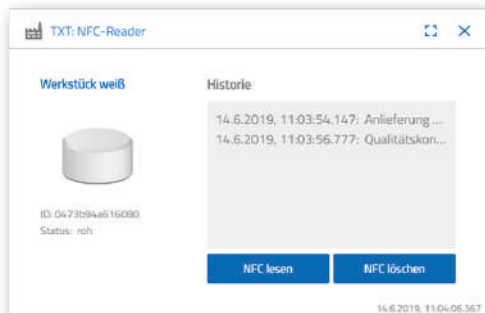 TXT: NFC-Reader
Werkstück weiß
Historie
14.6.2019, 11:03:54.147: Anlieferung ...
14.6.2019, 11:03:56.777: Qualitätskon...
ID: 0473b94a616080
Status: roh
NFC lesen
NFC löschen
14.6.2019, 11:04:06.367